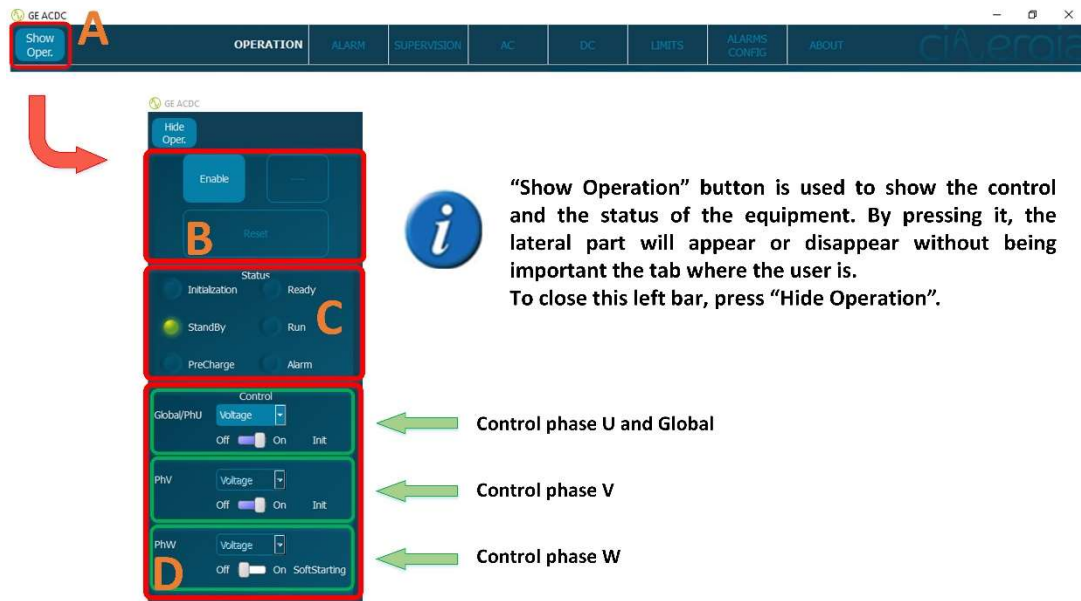 GE ACDC
Show
Oper.
A
OPERATION
ALARM
SUPERVISION
AC
DC
LIMITS
ALARMS
CONFIG
ABOUT
cinergia
GE ACDC
Hide
Oper.
Enable
---
Reset
B
Status
Initialization
Ready
StandBy
Run
C
PreCharge
Alarm
i
“Show Operation” button is used to show the control
and the status of the equipment. By pressing it, the
lateral part will appear or disappear without being
important the tab where the user is.
To close this left bar, press “Hide Operation”.
Control
Global/PhU Voltage
Off On Init
Control phase U and Global
PhV Voltage
Off On Init
Control phase V
PhW Voltage
D
Off On SoftStarting
Control phase W